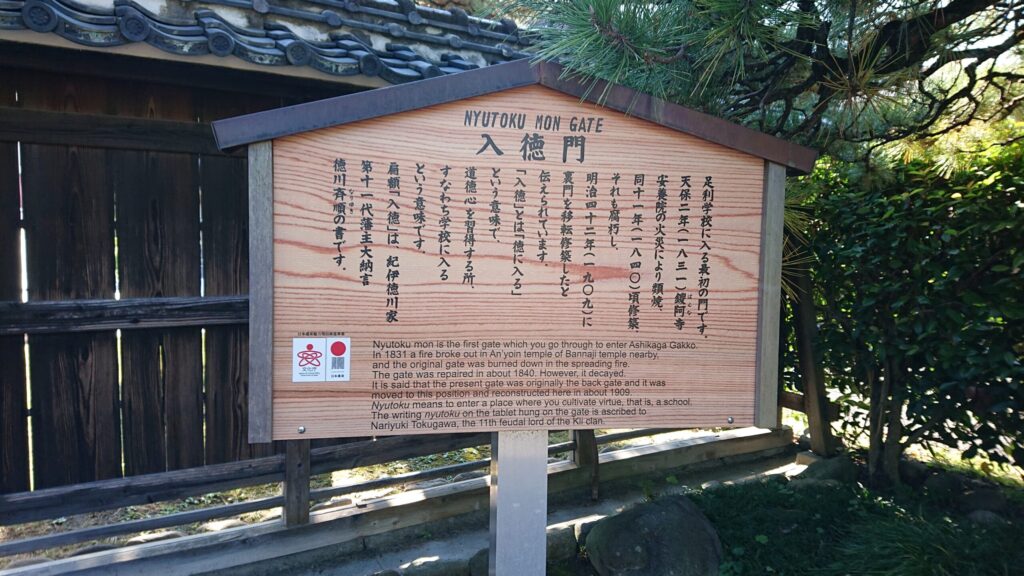 NYUTOKU MON GATE
入徳門
足利学校に入る最初の門です。
天保二年(一八三一)鑁阿寺
ばんな
安養院の火災により類焼、
同十一年(一八四〇)頃修築
それも腐朽し、
明治四十二年(一九〇九)に
裏門を移転修築したと
伝えられています。
「入徳」とは「徳に入る」
という意味で、
道徳心を習得する所、
すなわち学校に入る
という意味です。
扁額「入徳」は、紀伊徳川家
第十一代藩主大納言
徳川斉順の書です。
Nyutoku mon is the first gate which you go through to enter Ashikaga Gakko.
In 1831 a fire broke out in An'yoin temple of Bannaji temple nearby,
and the original gate was burned down in the spreading fire.
The gate was repaired in about 1840. However, it decayed.
It is said that the present gate was originally the back gate and it was
moved to this position and reconstructed here in about 1909.
Nyutoku means to enter a place where you cultivate virtue, that is, a school.
The writing nyutoku on the tablet hung on the gate is ascribed to
Nariyuki Tokugawa, the 11th feudal lord of the Kii clan.
文化庁
日本遺産